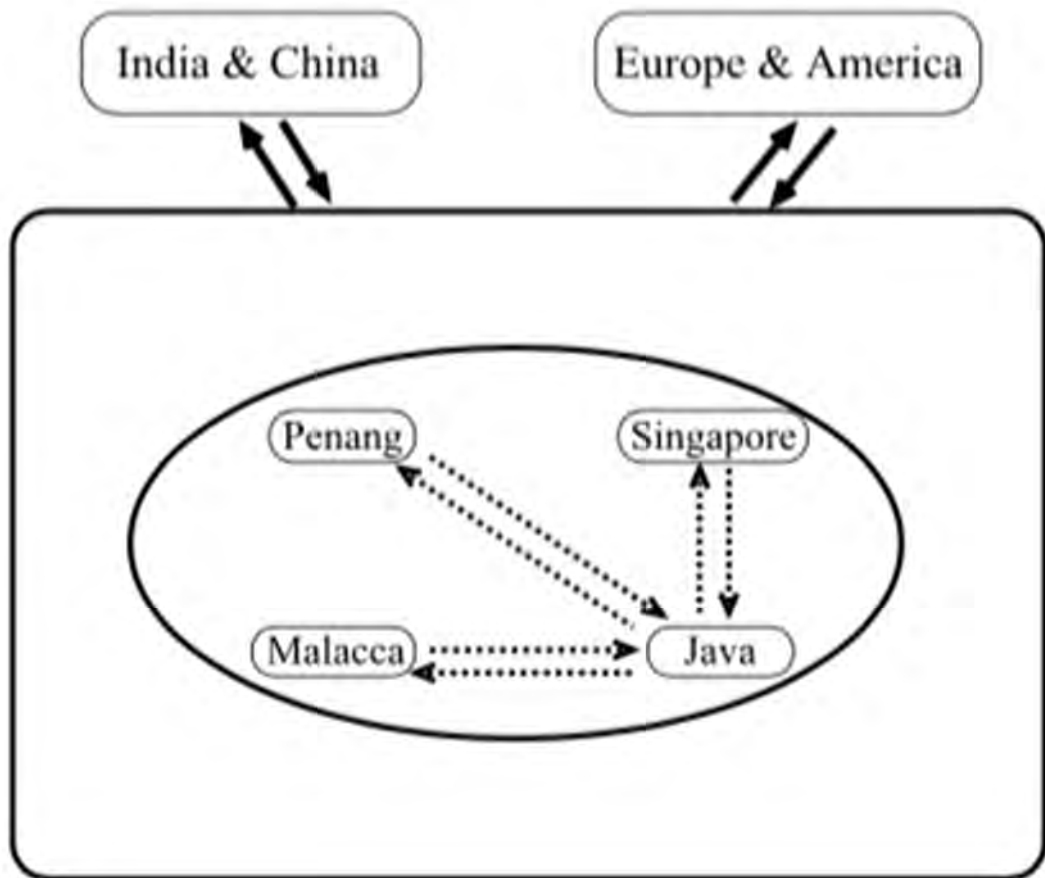 India & China
Europe & America
Penang
Singapore
Malacca
Java